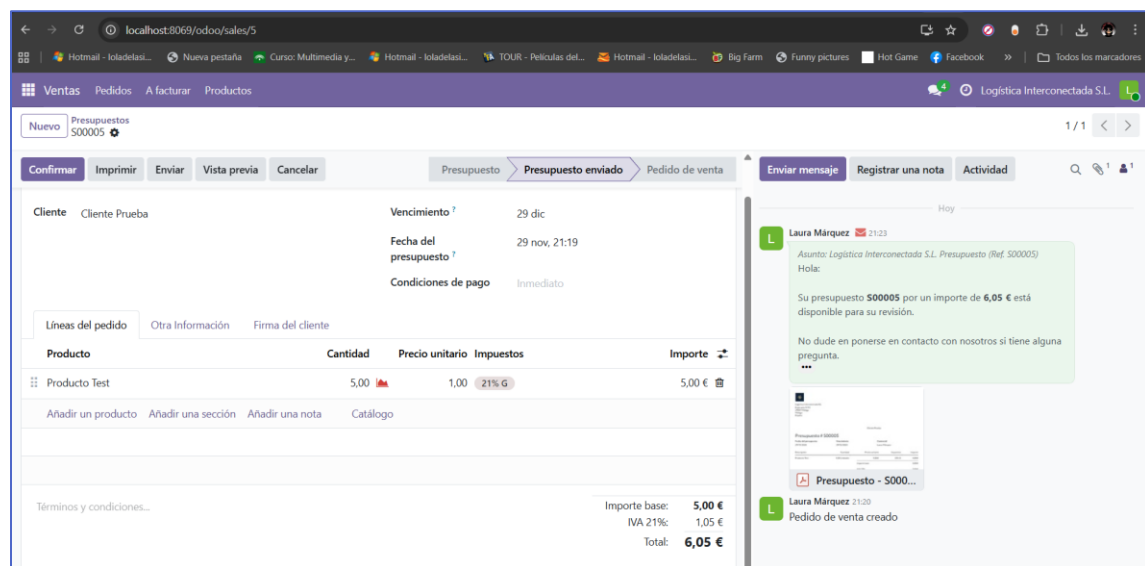 localhost:8069/odoo/sales/5
Hotmail - loladelasi... Nueva pestaña Curso: Multimedia y... Hotmail - loladelasi... TOUR - Películas del... Hotmail - loladelasi... Big Farm Funny pictures Hot Game Facebook » Todos los marcadores
Ventas Pedidos A facturar Productos 4 Logística Interconectada S.L. L
Nuevo Presupuestos
S00005
1 / 1
Confirmar Imprimir Enviar Vista previa Cancelar Presupuesto Presupuesto enviado Pedido de venta
Enviar mensaje Registrar una nota Actividad 1 1
Cliente Cliente Prueba
Vencimiento ? 29 dic
Fecha del presupuesto ? 29 nov, 21:19
Condiciones de pago Inmediato
Líneas del pedido Otra Información Firma del cliente
Producto Cantidad Precio unitario Impuestos Importe
Producto Test 5,00 1,00 21% G 5,00 €
Añadir un producto Añadir una sección Añadir una nota Catálogo
Términos y condiciones...
Importe base: 5,00 €
IVA 21%: 1,05 €
Total: 6,05 €
Hoy
L Laura Márquez 21:23
Asunto: Logística Interconectada S.L. Presupuesto (Ref. S00005)
Hola:
Su presupuesto S00005 por un importe de 6,05 € está
disponible para su revisión.
No dude en ponerse en contacto con nosotros si tiene alguna
pregunta.
•••
Presupuesto # S00005
Presupuesto - S000...
L Laura Márquez 21:20
Pedido de venta creado